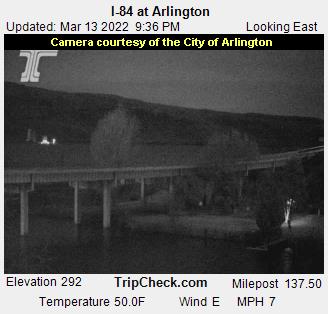 I-84 at Arlington
Updated: Mar 13 2022 9:36 PM Looking East
Camera courtesy of the City of Arlington
Elevation 292 TripCheck.com Milepost 137.50
Temperature 50.0F Wind E MPH 7